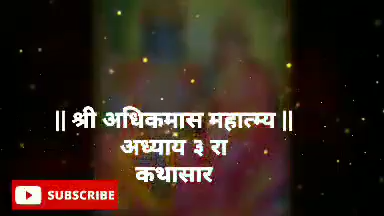 || श्री अधिकमास महात्म्य ||
अध्याय ३ रा
कथासार
SUBSCRIBE